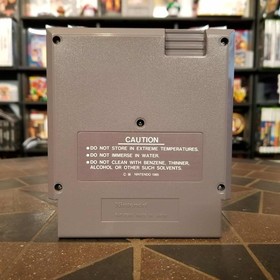 CAUTION
●DO NOT STORE IN EXTREME TEMPERATURES.
●DO NOT IMMERSE IN WATER.
●DO NOT CLEAN WITH BENZENE, THINNER,
ALCOHOL OR OTHER SUCH SOLVENTS.
NINTENDO